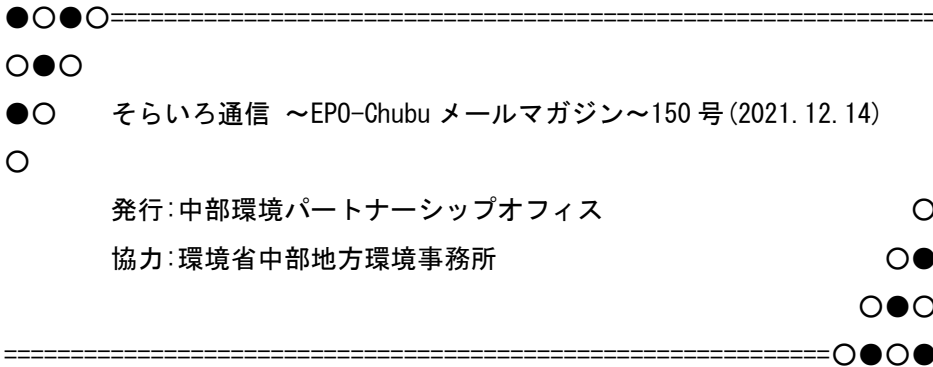 ●○●○==============================================================
○●○
●○ そらいろ通信 ~EPO-Chubu メールマガジン~150 号(2021.12.14)
○
発行:中部環境パートナーシップオフィス ○
協力:環境省中部地方環境事務所 ○●
○●○
==============================================================○●○●